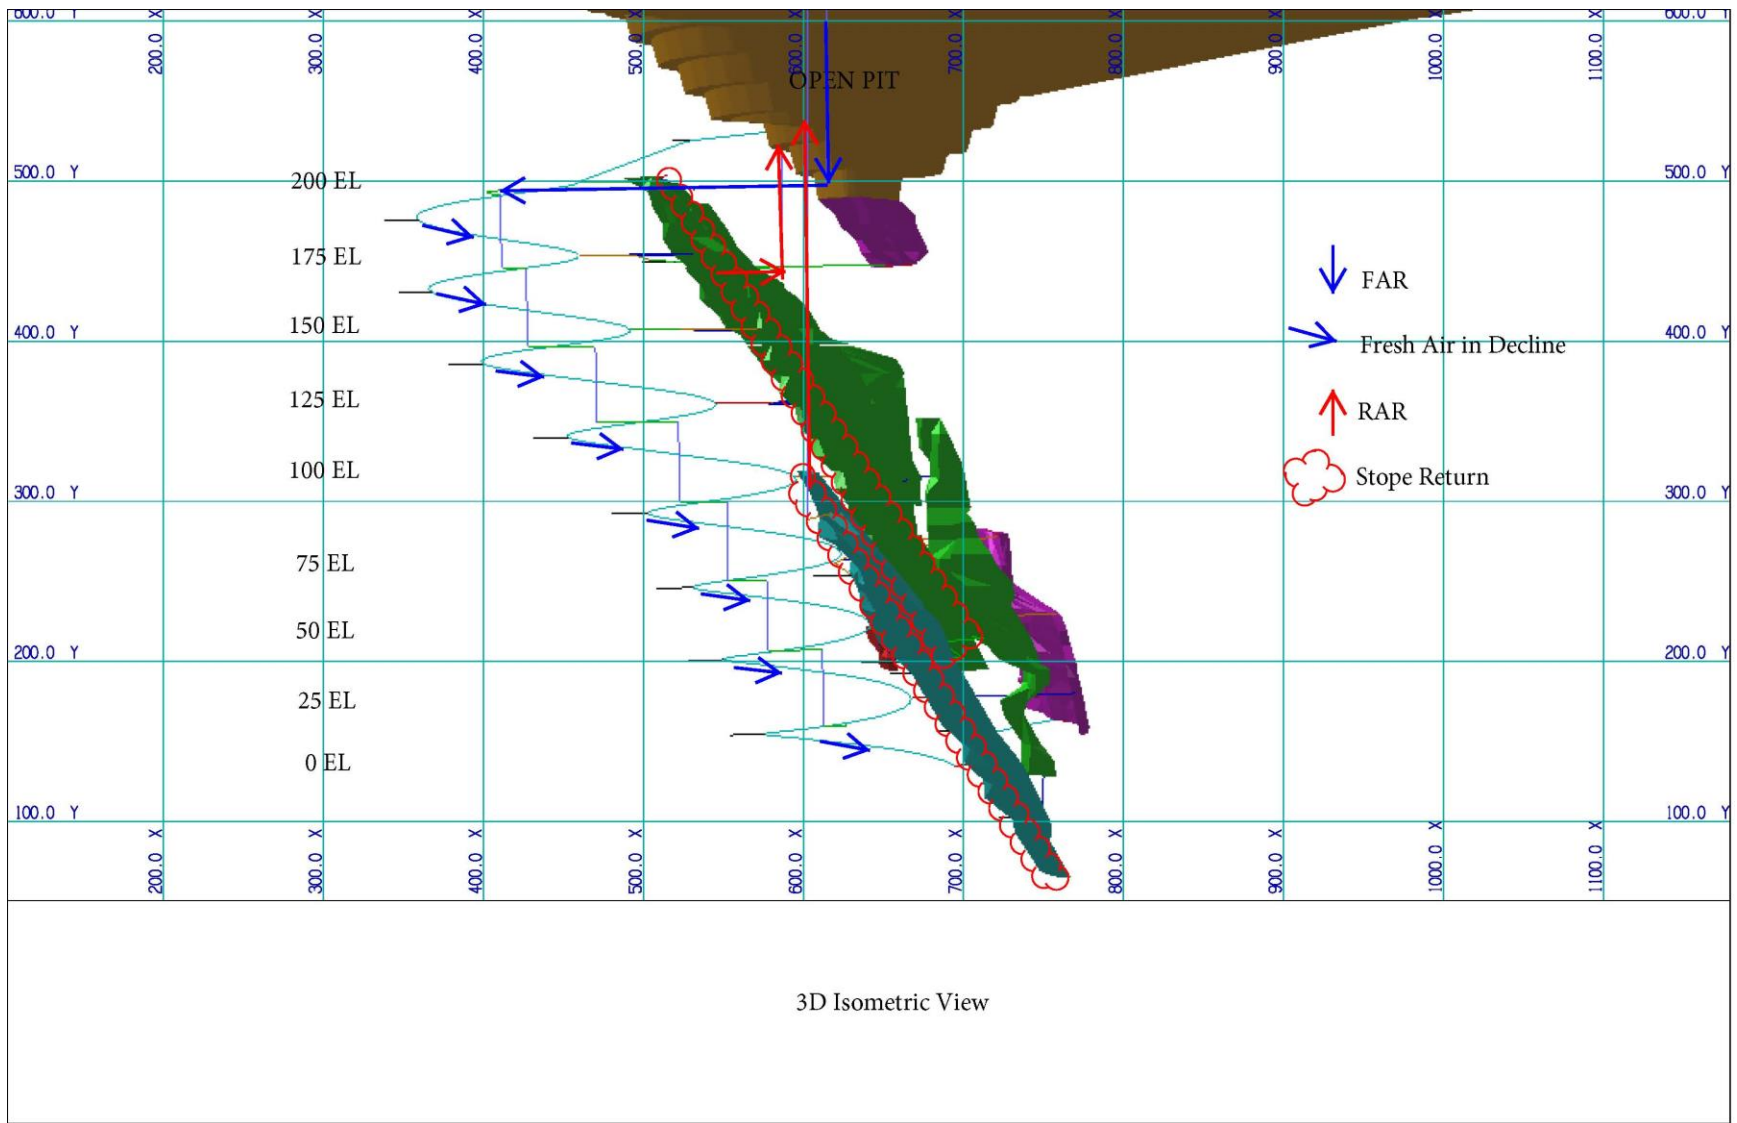 600.0 Y
600.0 Y
X X X X X X X X X X
200.0 300.0 400.0 500.0 600.0 700.0 800.0 900.0 1000.0 1100.0
OPEN PIT
500.0 Y
500.0 Y
200 EL
175 EL
FAR
150 EL
400.0 Y
400.0 Y
Fresh Air in Decline
125 EL
RAR
100 EL
Stope Return
300.0 Y
300.0 Y
75 EL
50 EL
200.0 Y
200.0 Y
25 EL
0 EL
100.0 Y
100.0 Y
X X X X X X X X X X
200.0 300.0 400.0 500.0 600.0 700.0 800.0 900.0 1000.0 1100.0
3D Isometric View